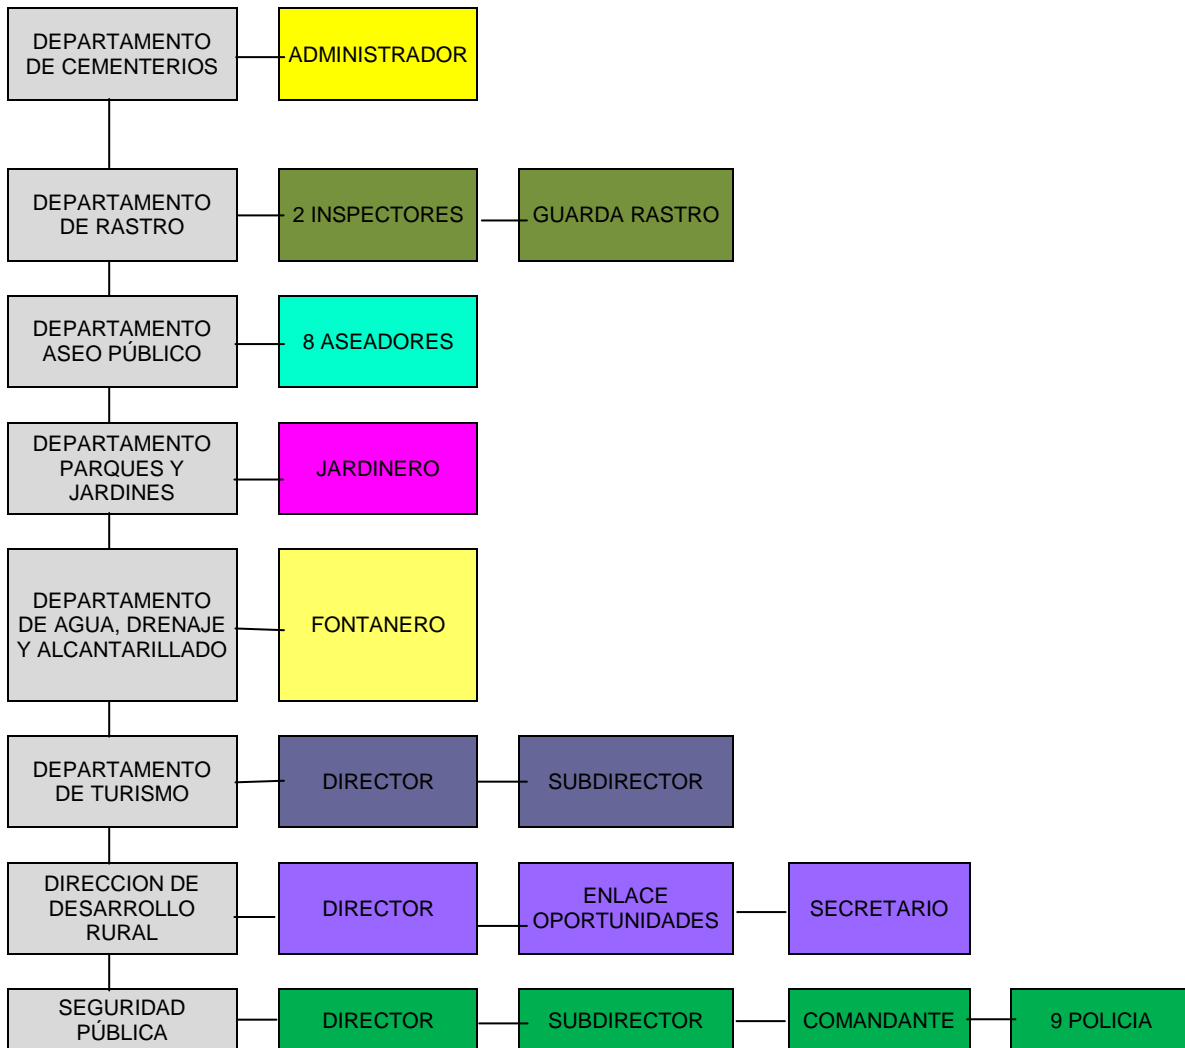 DEPARTAMENTO
DE CEMENTERIOS
ADMINISTRADOR
DEPARTAMENTO
DE RASTRO
2 INSPECTORES
GUARDA RASTRO
DEPARTAMENTO
ASEO PÚBLICO
8 ASEADORES
DEPARTAMENTO
PARQUES Y
JARDINES
JARDINERO
DEPARTAMENTO
DE AGUA, DRENAJE
Y ALCANTARILLADO
FONTANERO
DEPARTAMENTO
DE TURISMO
DIRECTOR
SUBDIRECTOR
DIRECCION DE
DESARROLLO
RURAL
DIRECTOR
ENLACE
OPORTUNIDADES
SECRETARIO
SEGURIDAD
PÚBLICA
DIRECTOR
SUBDIRECTOR
COMANDANTE
9 POLICIA